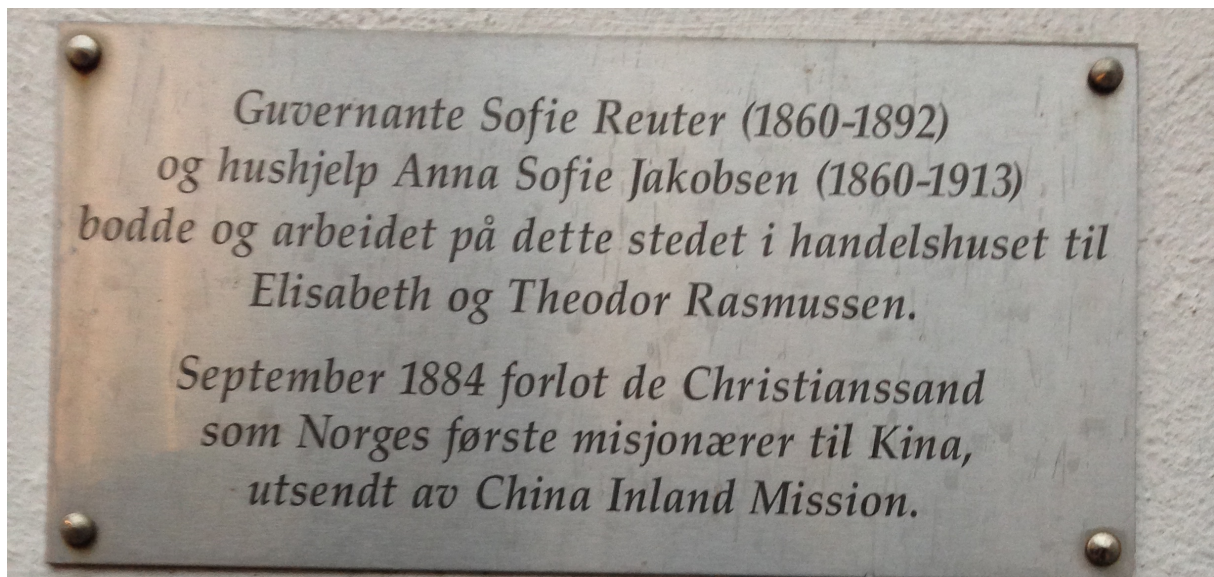 Guvernante Sofie Reuter (1860-1892)
og hushjelp Anna Sofie Jakobsen (1860-1913)
bodde og arbeidet på dette stedet i handelshuset til
Elisabeth og Theodor Rasmussen.
September 1884 forlot de Christianssand
som Norges første misjonærer til Kina,
utsendt av China Inland Mission.